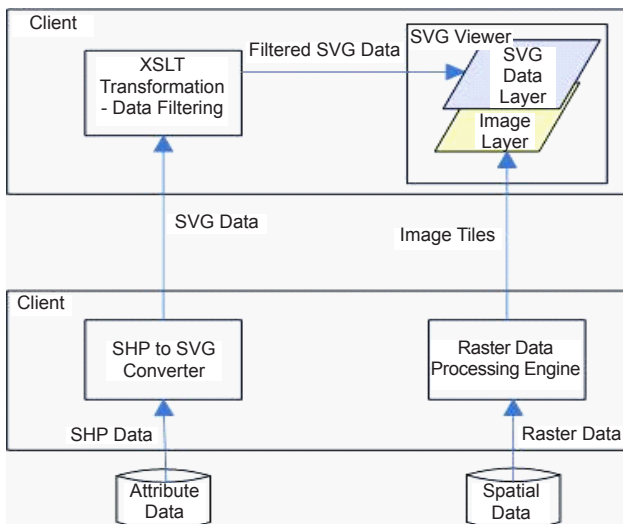 Client
XSLT
Transformation
- Data Filtering
Filtered SVG Data
SVG Viewer
SVG
Data
Layer
Image
Layer
SVG Data
Image Tiles
Client
SHP to SVG
Converter
Raster Data
Processing Engine
SHP Data
Raster Data
Attribute
Data
Spatial
Data